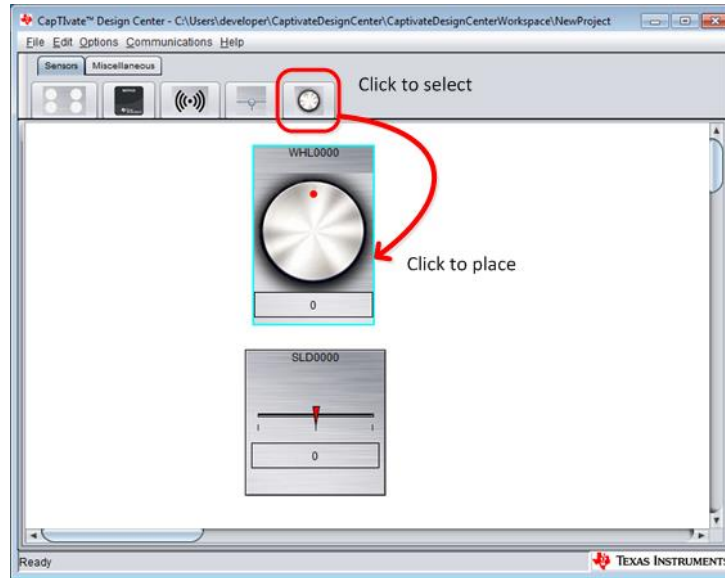 CapTIvate™ Design Center - C:\Users\developer\CaptivateDesignCenter\CaptivateDesignCenterWorkspace\NewProject
File Edit Options Communications Help
Sensors Miscellaneous
Click to select
WHL0000
Click to place
0
SLD0000
0
Ready
TEXAS INSTRUMENTS